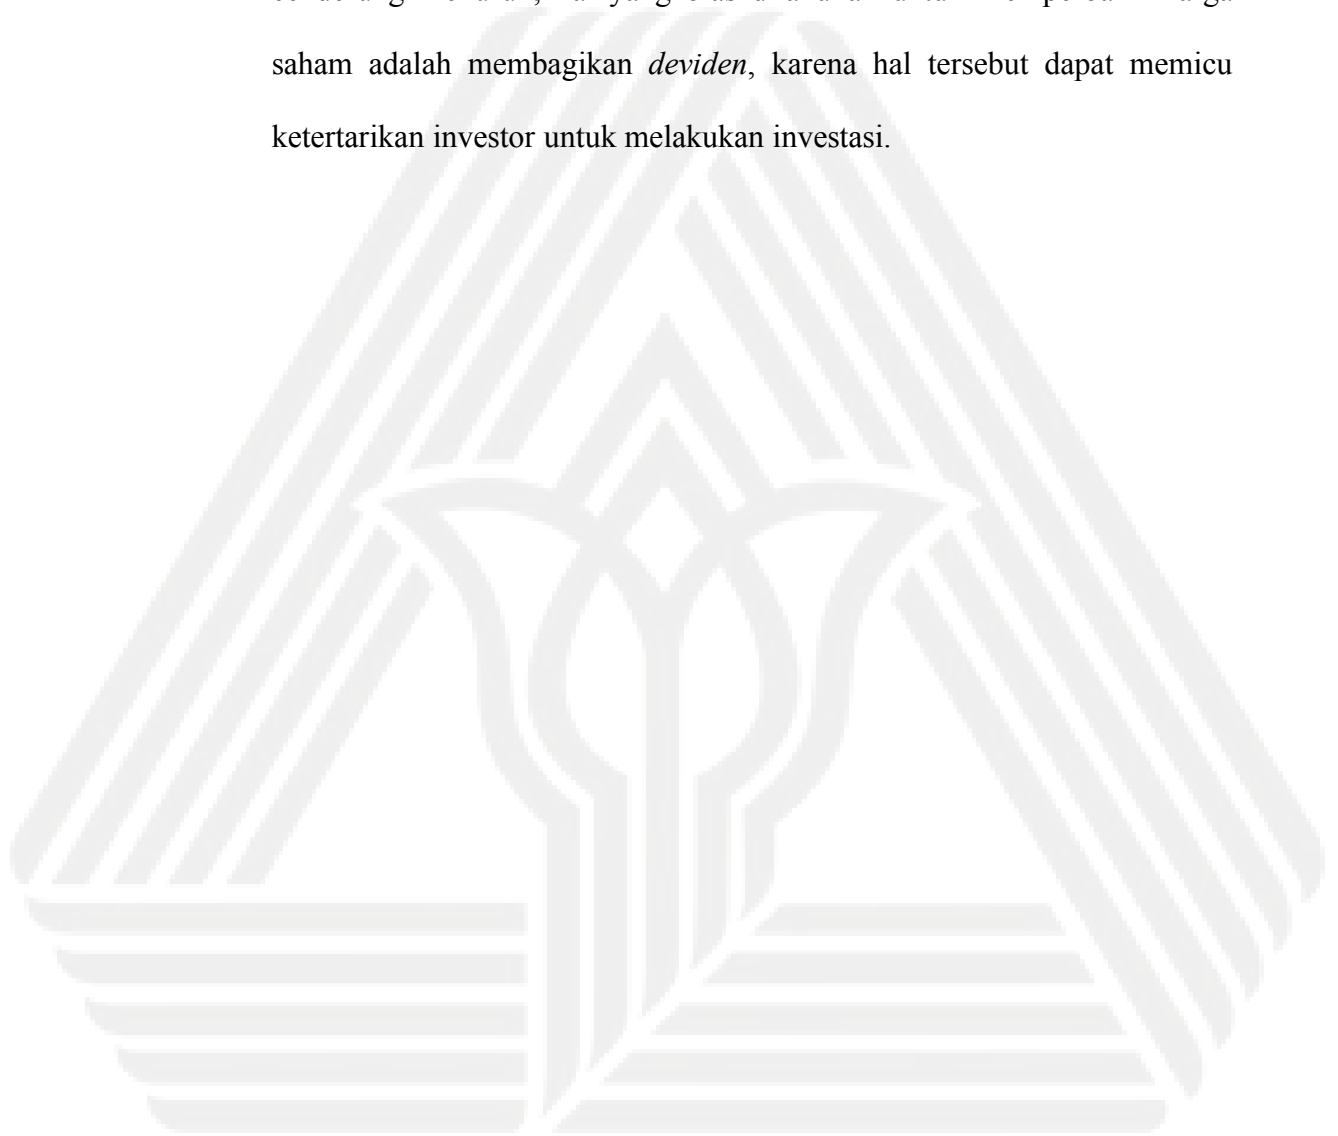 saham adalah membagikan deviden, karena hal tersebut dapat memicu
ketertarikan investor untuk melakukan investasi.